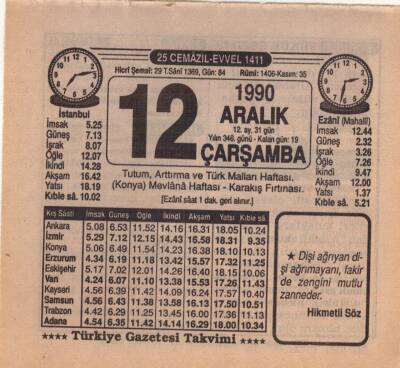 25 CEMÂZİL-EVVEL 1411
Hicrî Şemsî: 29 T.Sânî 1369, Gün: 84
Rûmî: 1406-Kasım: 35
İstanbul
İmsak 5.25
Güneş 7.13
İşrak 8.07
Öğle 12.07
İkindi 14.28
Akşam 16.42
Yatsı 18.19
Kıble sâ. 10.02
12
1990
ARALIK
12. ay, 31 gün
Yılın 346. günü - Kalan gün: 19
ÇARŞAMBA
Ezânî (Mahallî)
İmsak 12.44
Güneş 2.32
İşrak 3.26
Öğle 7.26
İkindi 9.47
Akşam 12.00
Yatsı 1.37
Kıble sâ. 5.21
Tutum, Arttırma ve Türk Malları Haftası.
(Konya) Mevlânâ Haftası - Karakış Fırtınası.
[Ezânî sâat 1 dak. geri alınır.]
Kış Sâati İmsak Güneş Öğle İkindi Akşam Yatsı Kıble sâ.
Ankara 5.08 6.53 11.52 14.16 16.31 18.05 10.24
İzmir 5.29 7.12 12.15 14.43 16.58 18.31 9.35
Konya 5.06 6.49 11.54 14.23 16.38 18.10 10.13
Erzurum 4.34 6.19 11.18 13.42 15.57 17.32 11.25
Eskişehir 5.17 7.02 12.01 14.26 16.40 18.15 10.06
Van 4.24 6.07 11.10 13.38 15.53 17.26 11.43
Kayseri 4.56 6.39 11.42 14.09 16.24 17.57 10.40
Samsun 4.56 6.43 11.38 13.58 16.13 17.50 10.51
Trabzon 4.42 6.29 11.25 13.45 16.00 17.36 11.13
Adana 4.54 6.35 11.42 14.14 16.29 18.00 10.34
★ Dişi ağrıyan di-
şi ağrımayanı, fakir
de zengini mutlu
zanneder.
Hikmetli Söz
★★★★ Türkiye Gazetesi Takvimi ★★★★